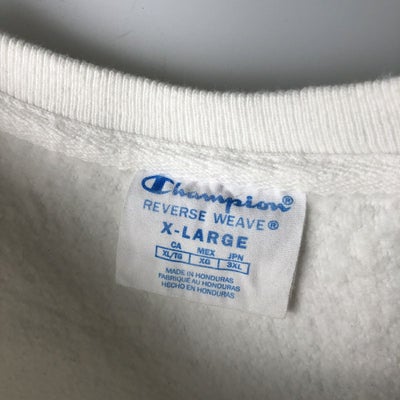 Champion®
REVERSE WEAVE®
X-LARGE
CA MEX JPN
XL/TG XG 3XL
MADE IN HONDURAS
FABRIQUÉ AU HONDURAS
HECHO EN HONDURAS